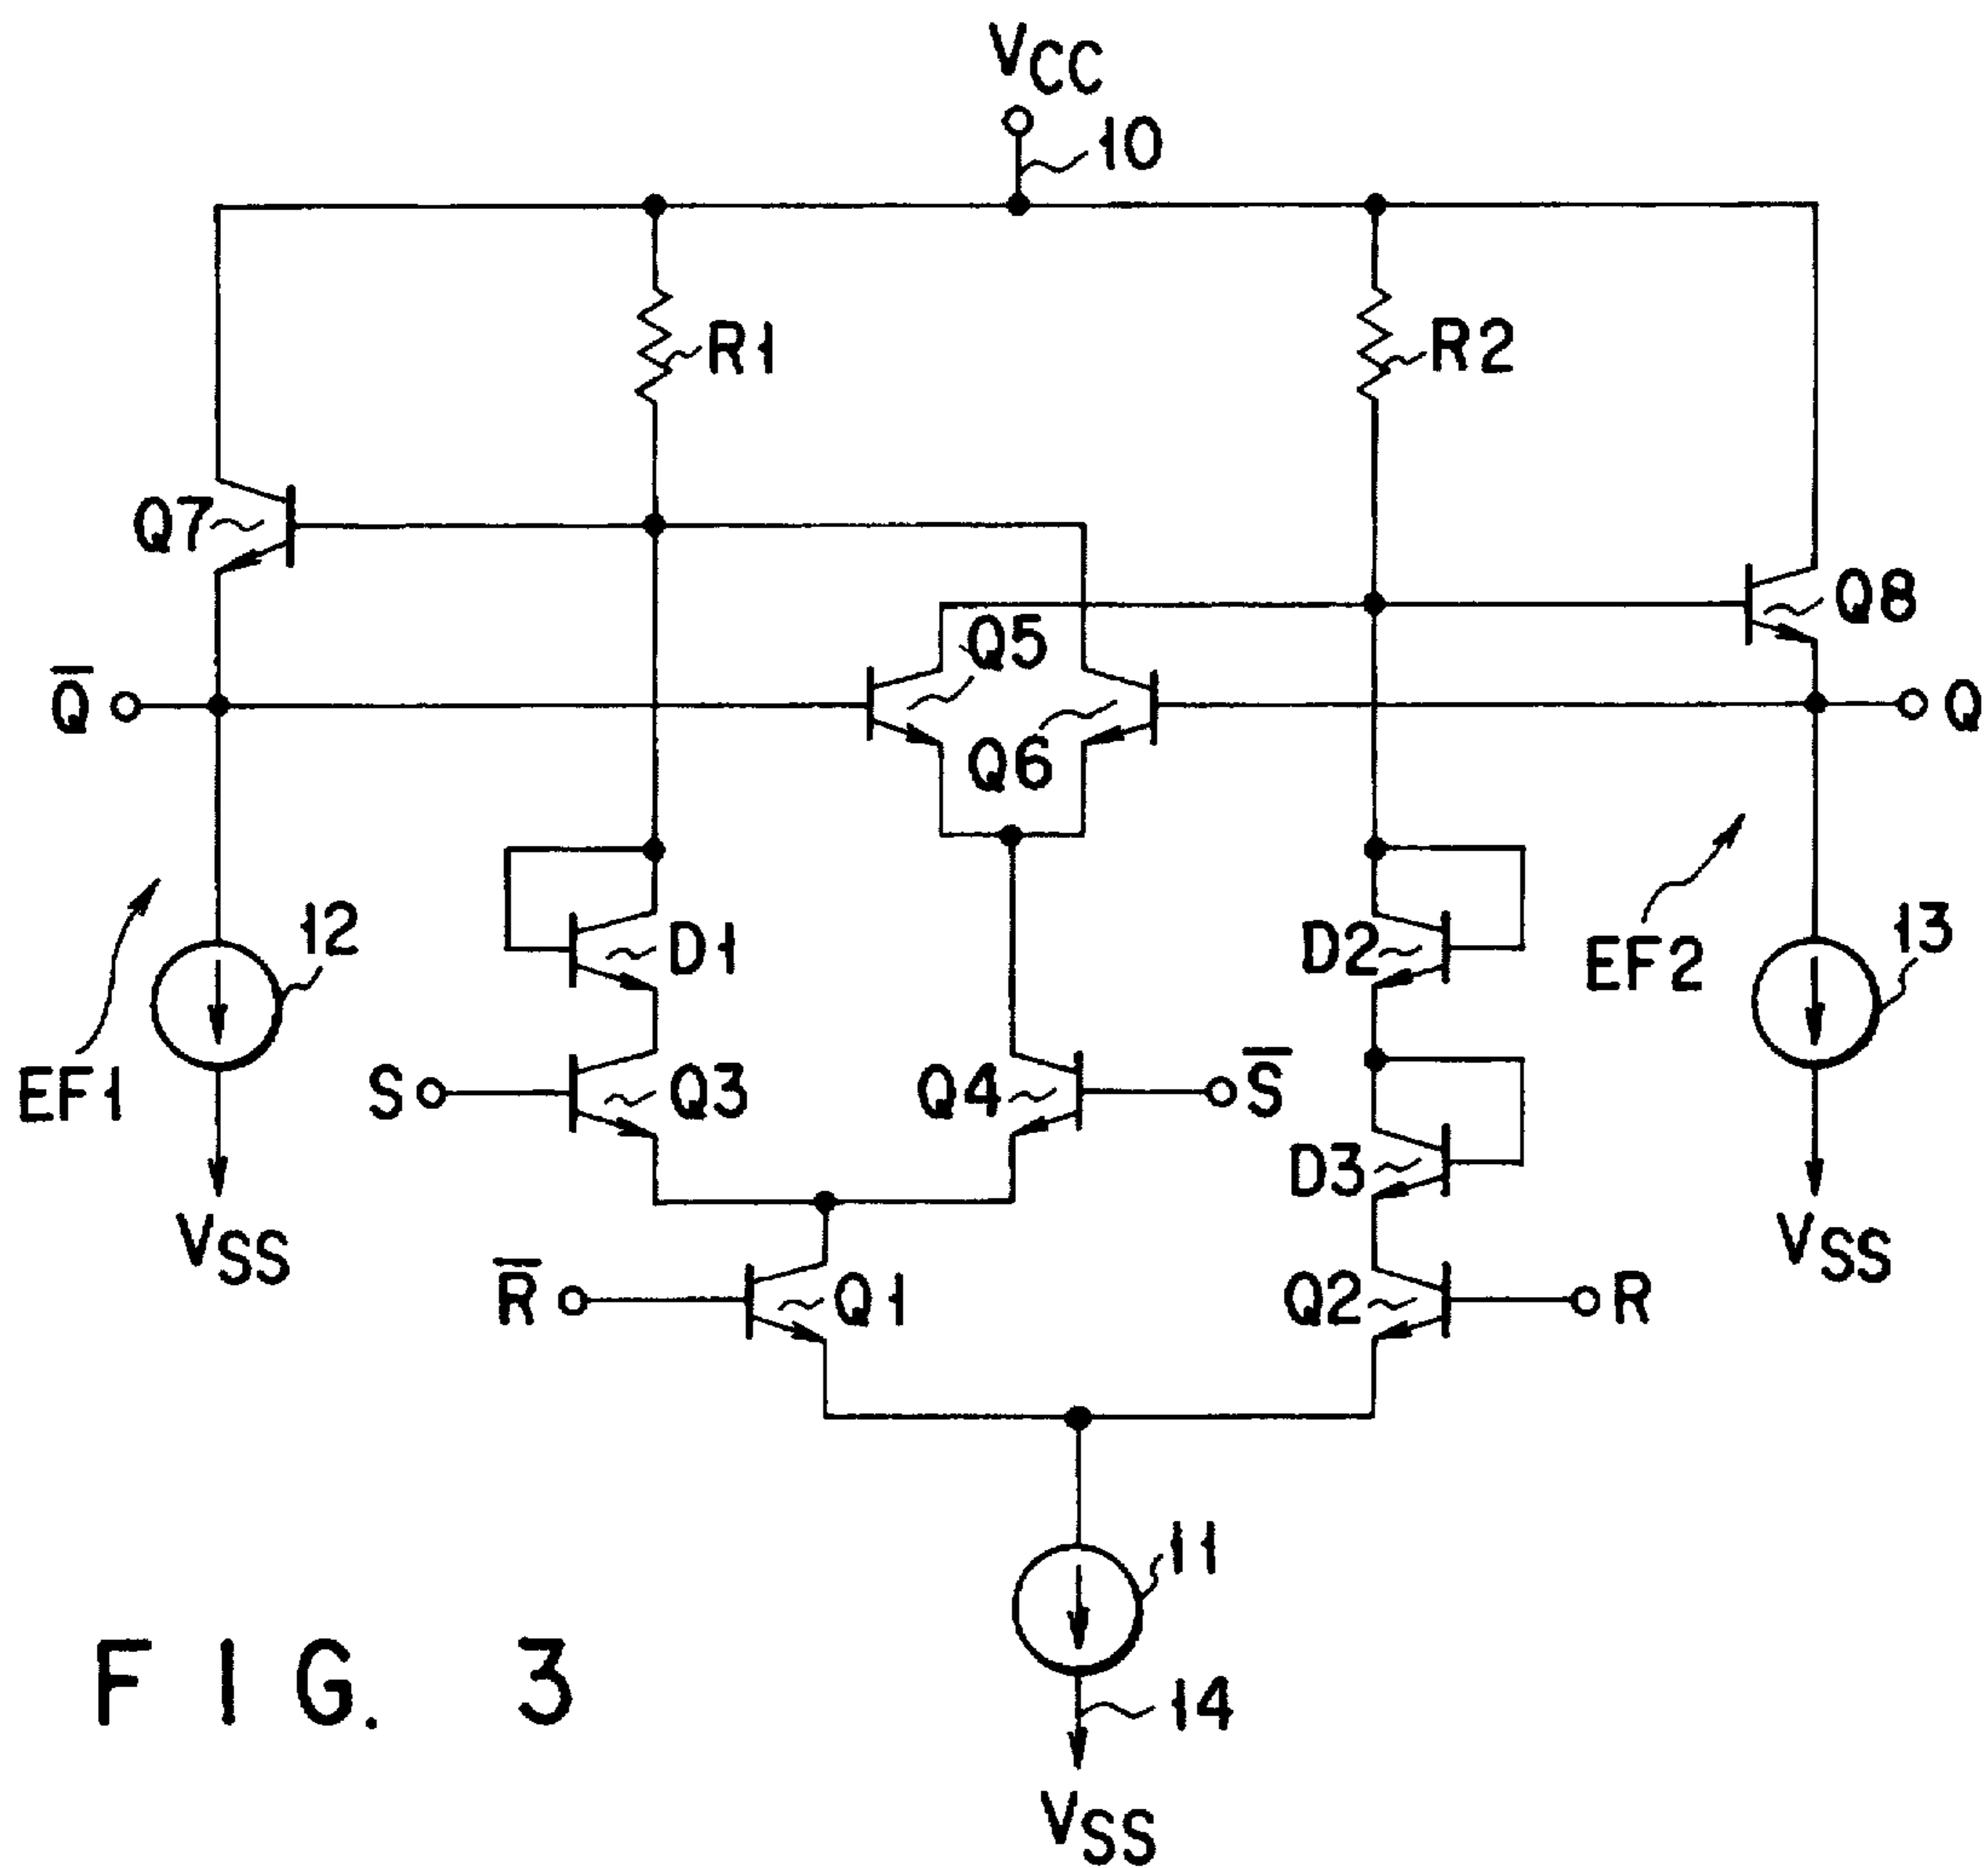 VCC
10
R1
R2
Q7
Q8
Q5
Q̅
Q
Q6
12
D1
D2
EF2
13
EF1
S
Q3
Q4
S̅
D3
VSS
VSS
R̅
Q1
Q2
R
11
14
VSS
FIG. 3